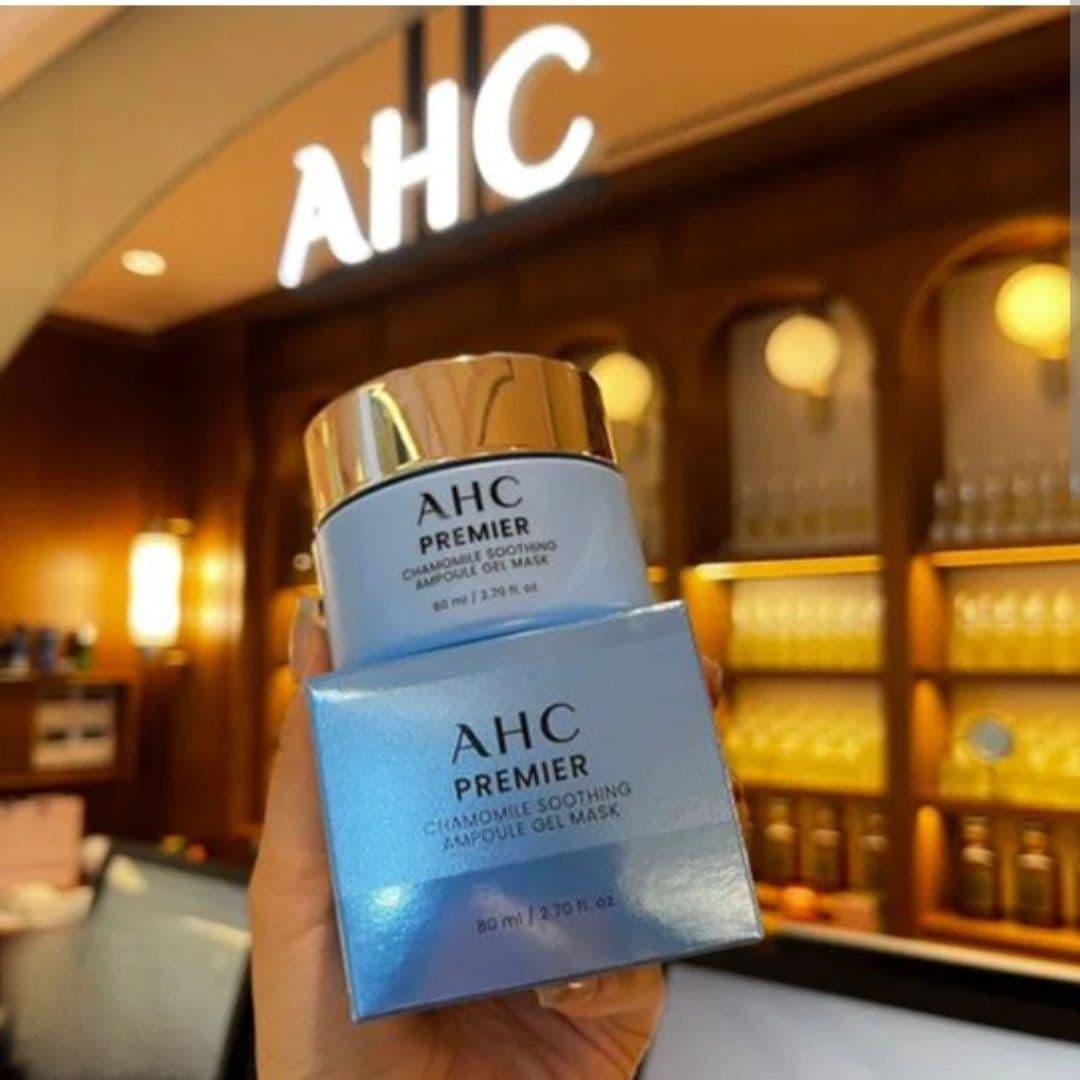 AHC
AHC
PREMIER
CHAMOMILE SOOTHING
AMPOULE GEL MASK
80 ml / 2.70 fl. oz.
AHC
PREMIER
CHAMOMILE SOOTHING
AMPOULE GEL MASK
80 ml / 2.70 fl. oz.